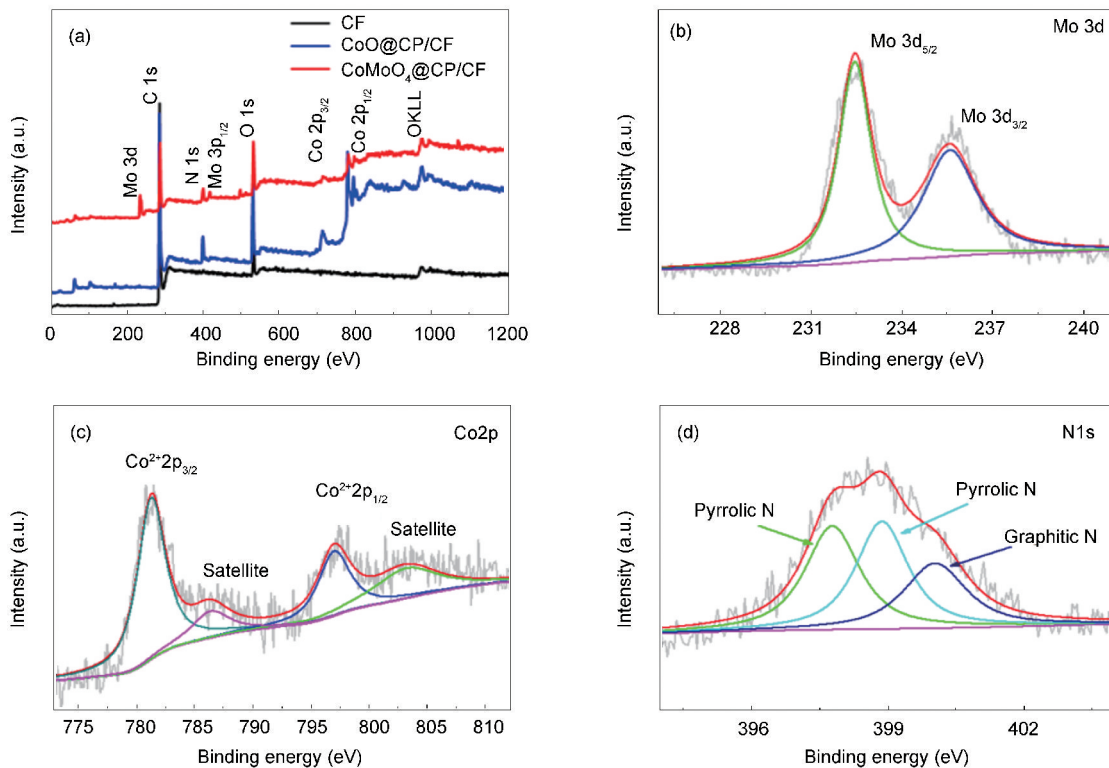 (a)
CF
CoO@CP/CF
CoMoO₄@CP/CF
C 1s
Mo 3d
N 1s
Mo 3p₁/₂
O 1s
Co 2p₃/₂
Co 2p₁/₂
OKLL
Intensity (a.u.)
0 200 400 600 800 1000 1200
Binding energy (eV)
(b)
Mo 3d
Mo 3d₅/₂
Mo 3d₃/₂
Intensity (a.u.)
228 231 234 237 240
Binding energy (eV)
(c)
Co2p
Co²⁺2p₃/₂
Co²⁺2p₁/₂
Satellite
Satellite
Intensity (a.u.)
775 780 785 790 795 800 805 810
Binding energy (eV)
(d)
N1s
Pyrrolic N
Pyrrolic N
Graphitic N
Intensity (a.u.)
396 399 402
Binding energy (eV)